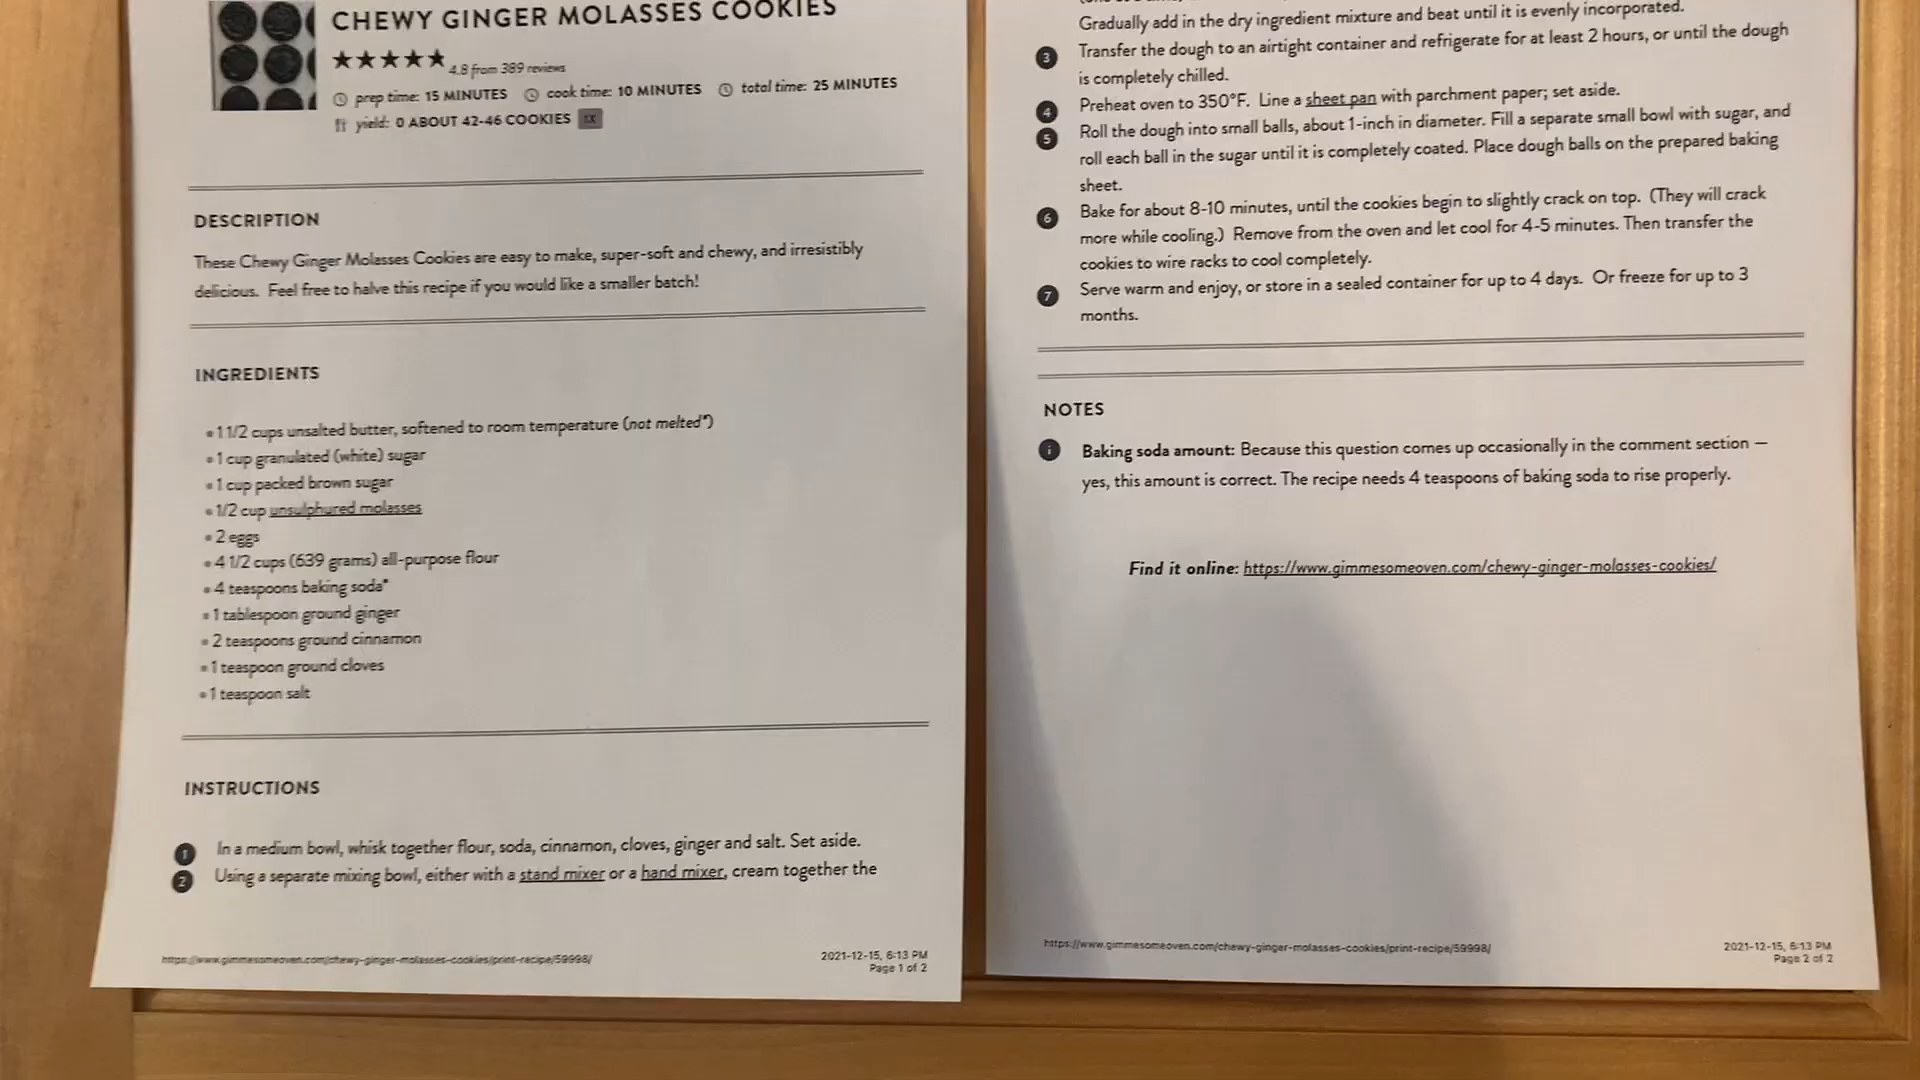 CHEWY GINGER MOLASSES COOKIES
★★★★★ 4.8 from 389 reviews
prep time: 15 MINUTES cook time: 10 MINUTES total time: 25 MINUTES
yield: 0 ABOUT 42-46 COOKIES 1X
DESCRIPTION
These Chewy Ginger Molasses Cookies are easy to make, super-soft and chewy, and irresistibly
delicious. Feel free to halve this recipe if you would like a smaller batch!
INGREDIENTS
• 1 1/2 cups unsalted butter, softened to room temperature (not melted*)
• 1 cup granulated (white) sugar
• 1 cup packed brown sugar
• 1/2 cup unsulphured molasses
• 2 eggs
• 4 1/2 cups (639 grams) all-purpose flour
• 4 teaspoons baking soda*
• 1 tablespoon ground ginger
• 2 teaspoons ground cinnamon
• 1 teaspoon ground cloves
• 1 teaspoon salt
INSTRUCTIONS
1 In a medium bowl, whisk together flour, soda, cinnamon, cloves, ginger and salt. Set aside.
2 Using a separate mixing bowl, either with a stand mixer or a hand mixer, cream together the
https://www.gimmesomeoven.com/chewy-ginger-molasses-cookies/print-recipe/59998/
2021-12-15, 6:13 PM
Page 1 of 2
Gradually add in the dry ingredient mixture and beat until it is evenly incorporated.
3 Transfer the dough to an airtight container and refrigerate for at least 2 hours, or until the dough
is completely chilled.
4 Preheat oven to 350°F. Line a sheet pan with parchment paper; set aside.
5 Roll the dough into small balls, about 1-inch in diameter. Fill a separate small bowl with sugar, and
roll each ball in the sugar until it is completely coated. Place dough balls on the prepared baking
sheet.
6 Bake for about 8-10 minutes, until the cookies begin to slightly crack on top. (They will crack
more while cooling.) Remove from the oven and let cool for 4-5 minutes. Then transfer the
cookies to wire racks to cool completely.
7 Serve warm and enjoy, or store in a sealed container for up to 4 days. Or freeze for up to 3
months.
NOTES
i Baking soda amount: Because this question comes up occasionally in the comment section —
yes, this amount is correct. The recipe needs 4 teaspoons of baking soda to rise properly.
Find it online: https://www.gimmesomeoven.com/chewy-ginger-molasses-cookies/
https://www.gimmesomeoven.com/chewy-ginger-molasses-cookies/print-recipe/59998/
2021-12-15, 6:13 PM
Page 2 of 2